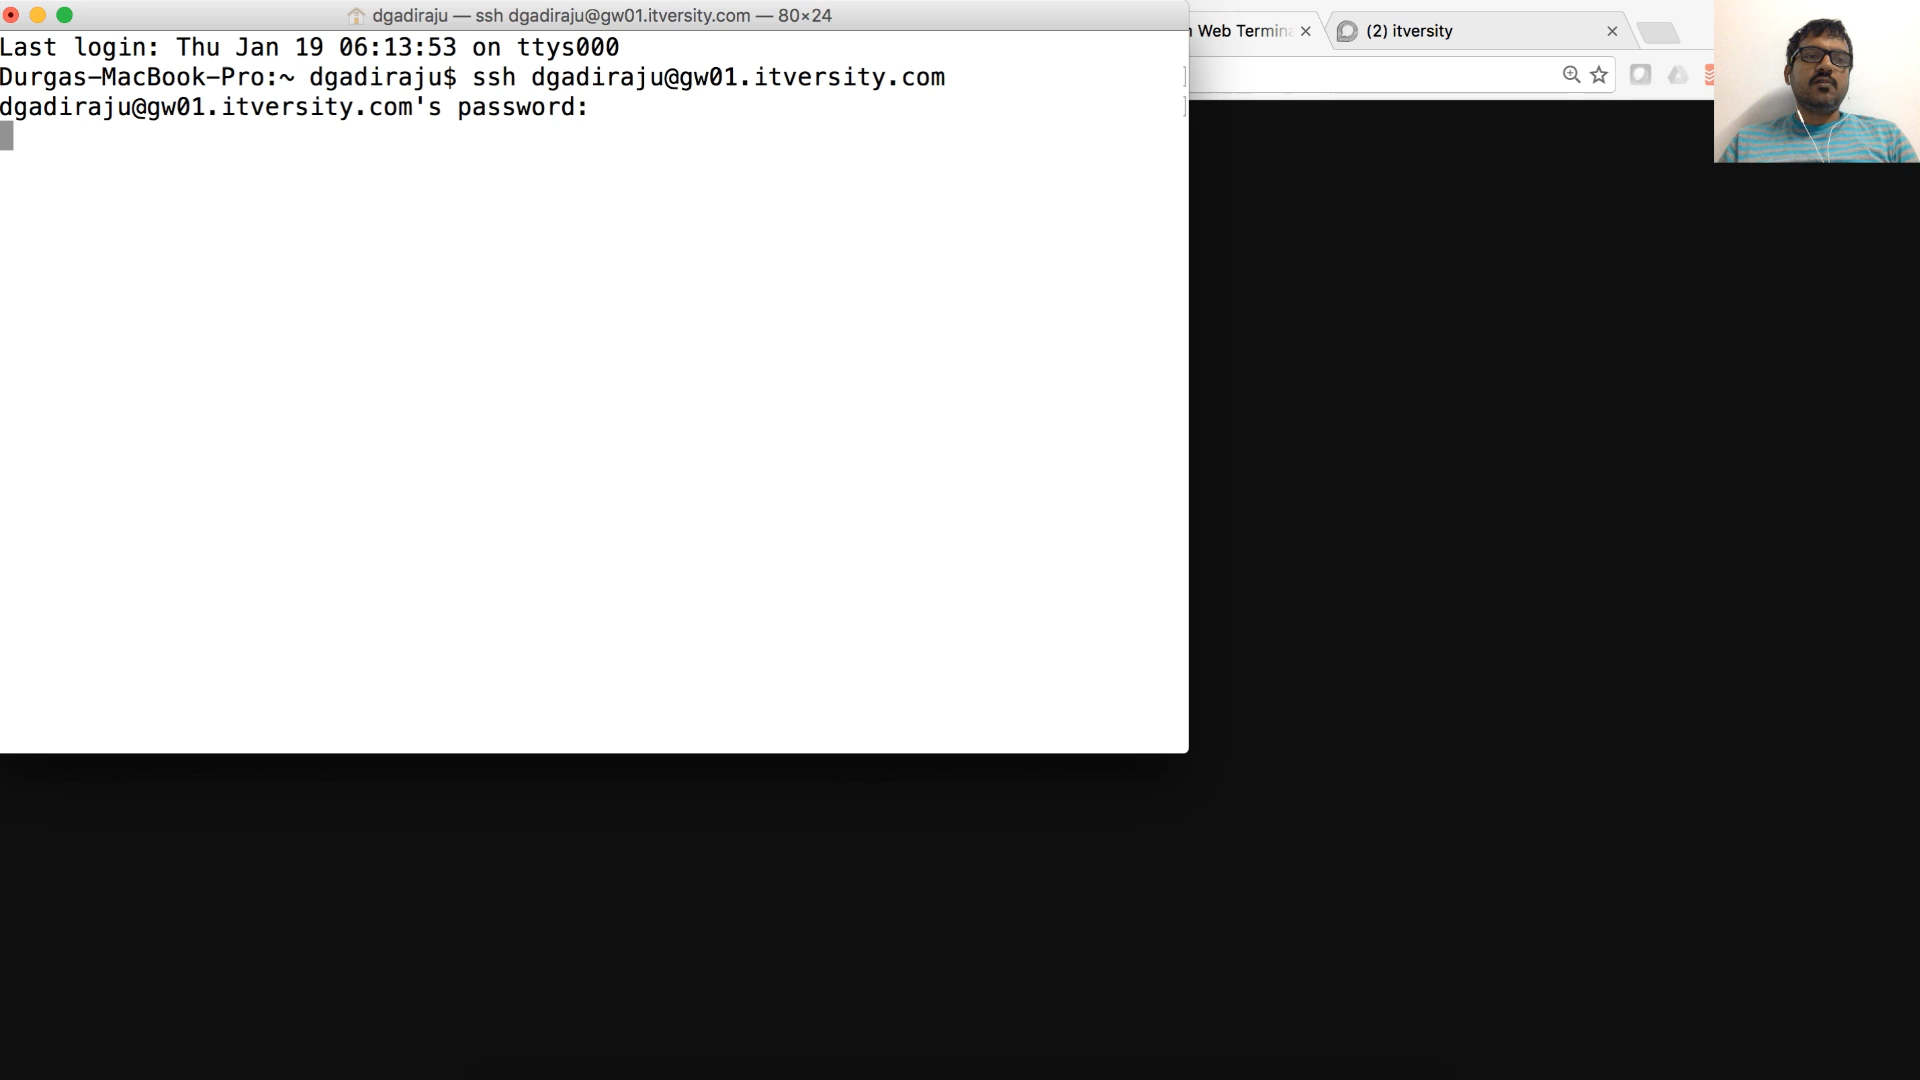 dgadiraju — ssh dgadiraju@gw01.itversity.com — 80×24
Web Termina
(2) itversity
Last login: Thu Jan 19 06:13:53 on ttys000
Durgas-MacBook-Pro:~ dgadiraju$ ssh dgadiraju@gw01.itversity.com
dgadiraju@gw01.itversity.com's password: